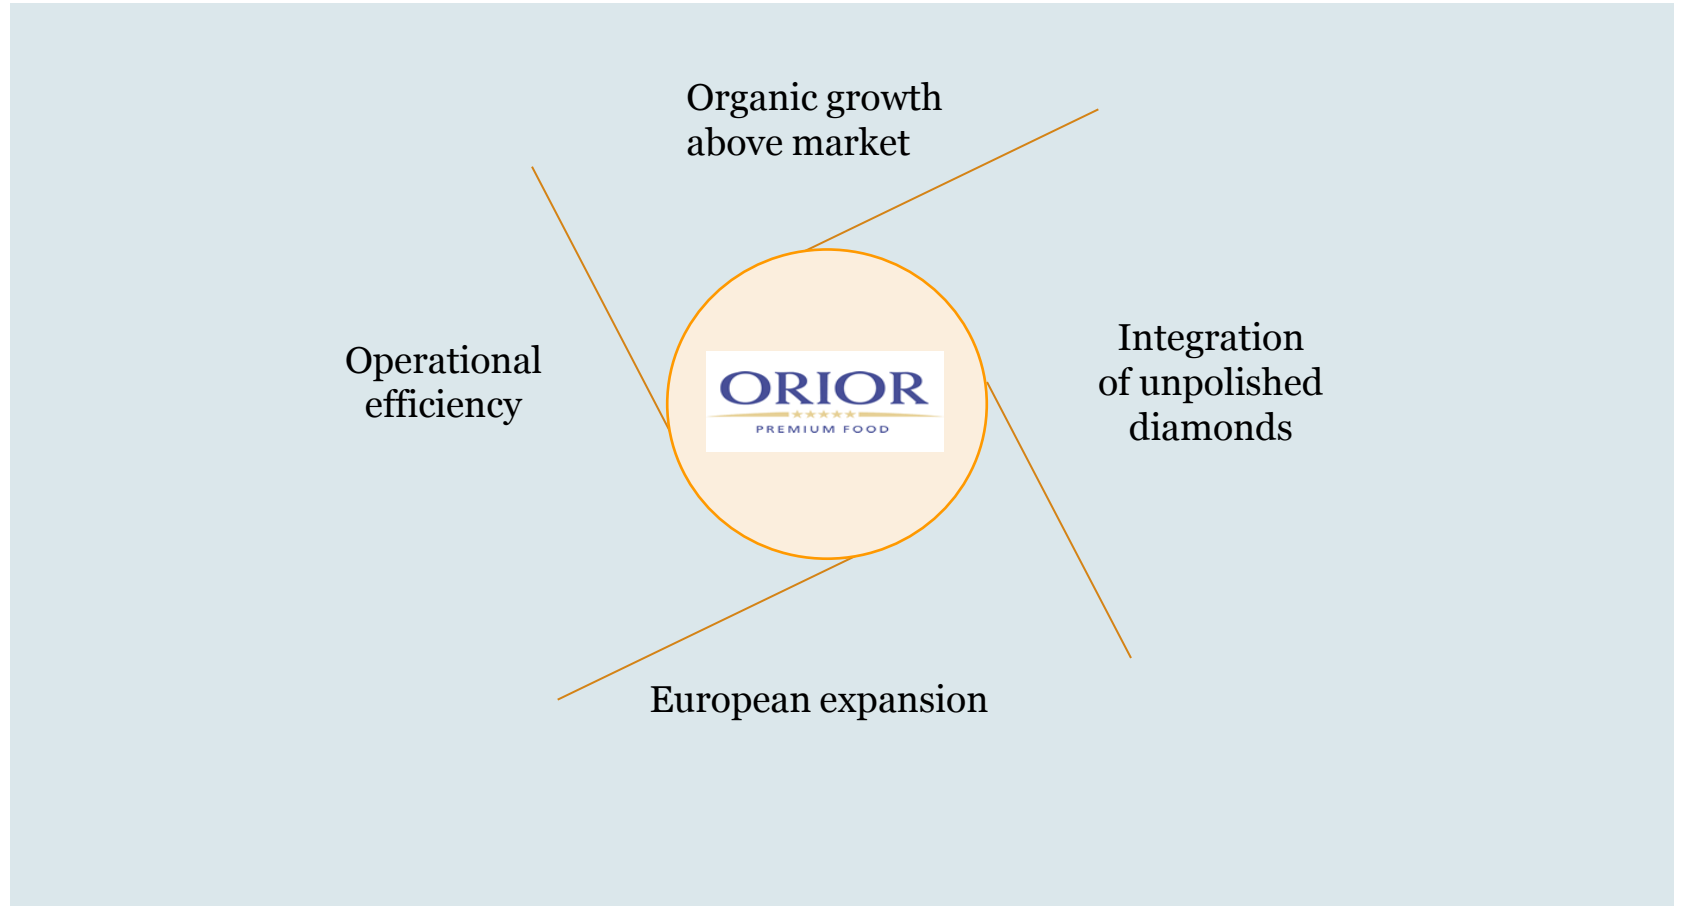 Organic growth
above market
Operational
efficiency
ORIOR
PREMIUM FOOD
Integration
of unpolished
diamonds
European expansion